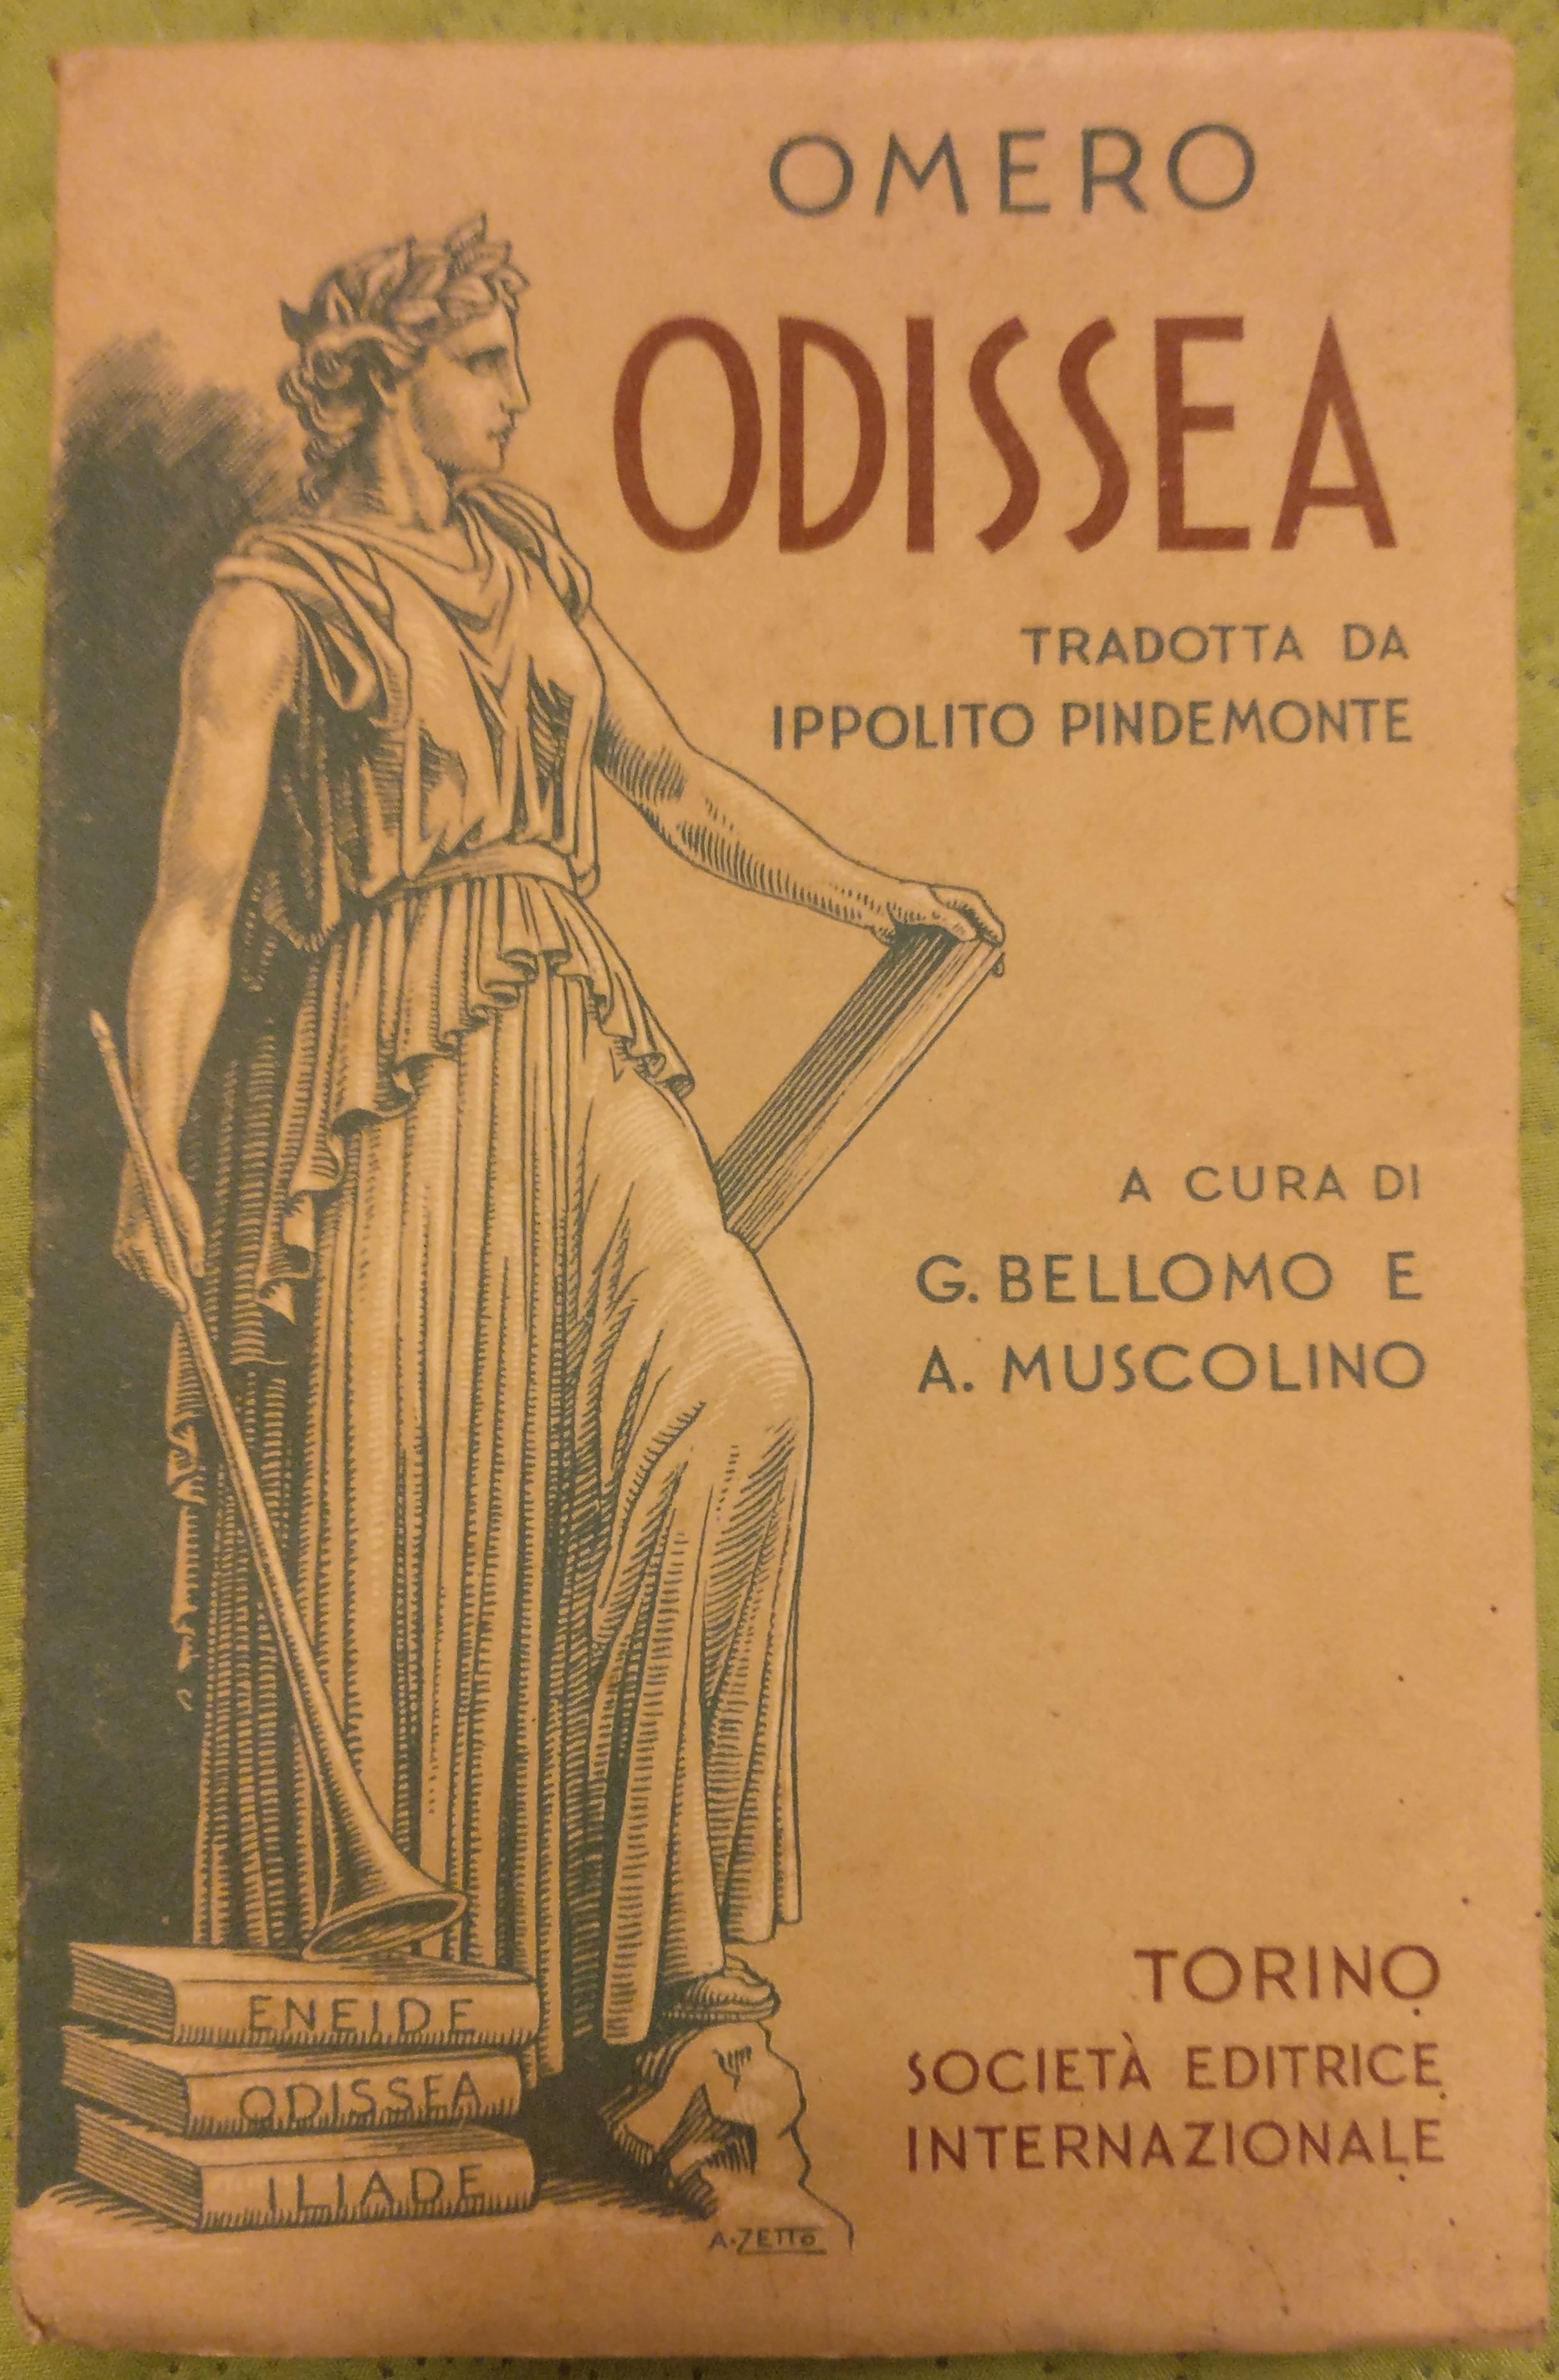 OMERO
ODISSEA
TRADOTTA DA
IPPOLITO PINDEMONTE
A CURA DI
G. BELLOMO E
A. MUSCOLINO
TORINO
SOCIETÀ EDITRICE
INTERNAZIONALE
ENEIDE
ODISSEA
ILIADE
A. ZETTO